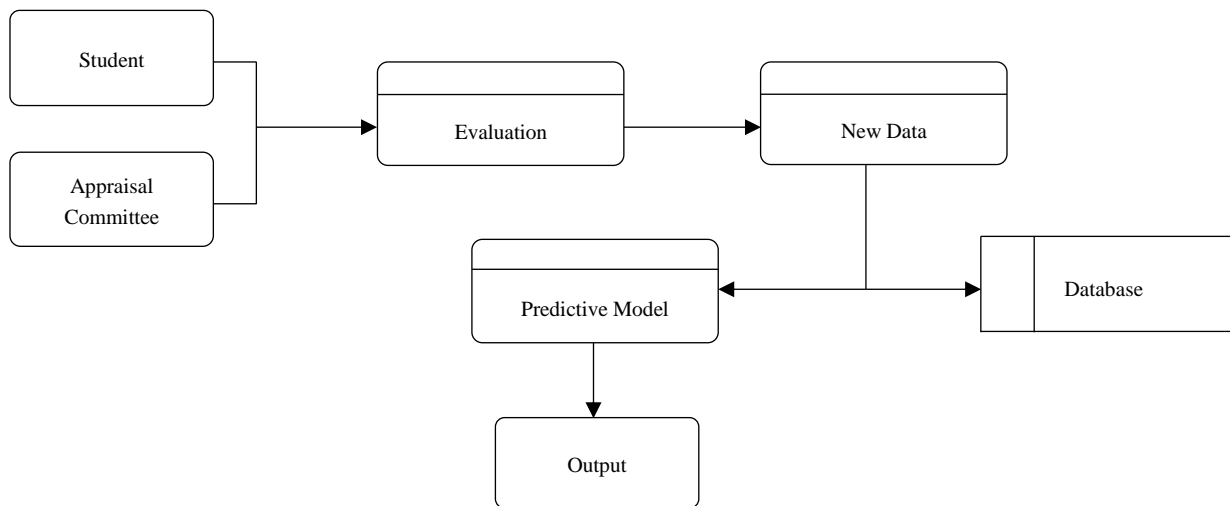 Student
Appraisal
Committee
Evaluation
New Data
Predictive Model
Database
Output